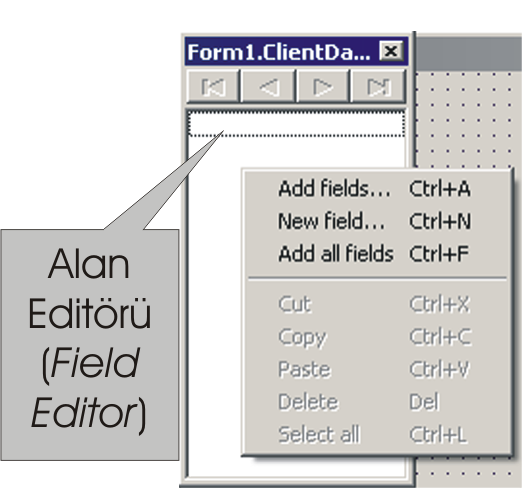 Form1.ClientDa...
Add fields... Ctrl+A
New field... Ctrl+N
Add all fields Ctrl+F
Cut Ctrl+X
Copy Ctrl+C
Paste Ctrl+V
Delete Del
Select all Ctrl+L
Alan
Editörü
(Field
Editor)